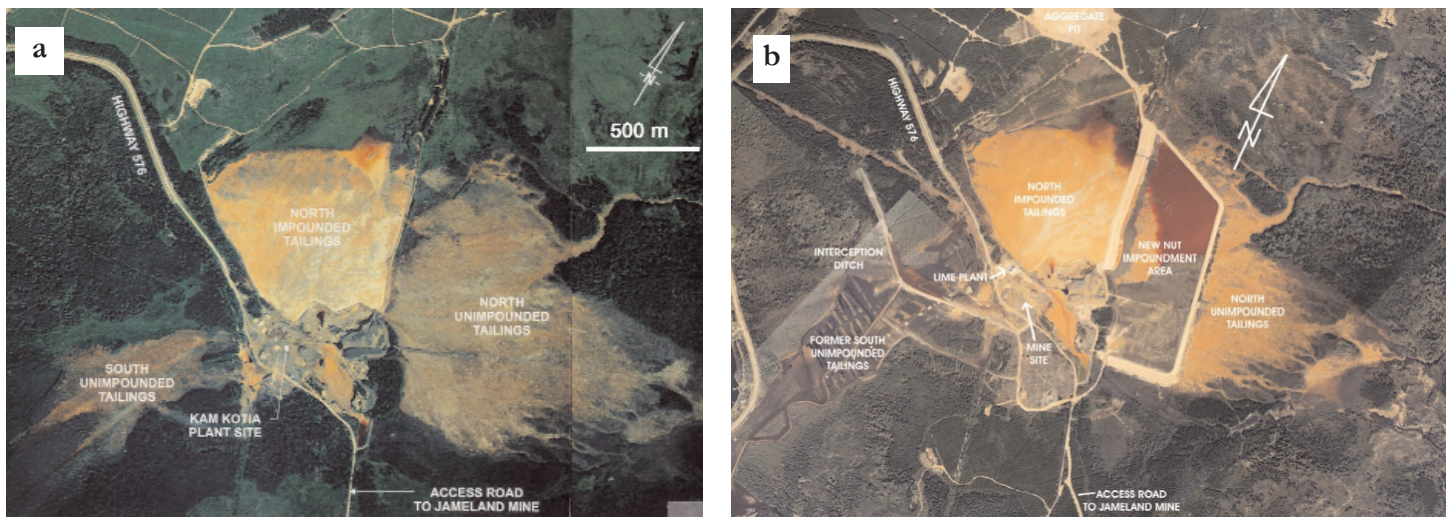 a
HIGHWAY 576
N
500 m
NORTH
IMPOUNDED
TAILINGS
NORTH
UNIMPOUNDED
TAILINGS
SOUTH
UNIMPOUNDED
TAILINGS
KAM KOTIA
PLANT SITE
ACCESS ROAD
TO JAMELAND MINE
b
AGGREGATE
PIT
HIGHWAY 576
N
NORTH
IMPOUNDED
TAILINGS
INTERCEPTION
DITCH
LIME PLANT
NEW NUT
IMPOUNDMENT
AREA
NORTH
UNIMPOUNDED
TAILINGS
MINE
SITE
FORMER SOUTH
UNIMPOUNDED
TAILINGS
ACCESS ROAD
TO JAMELAND MINE